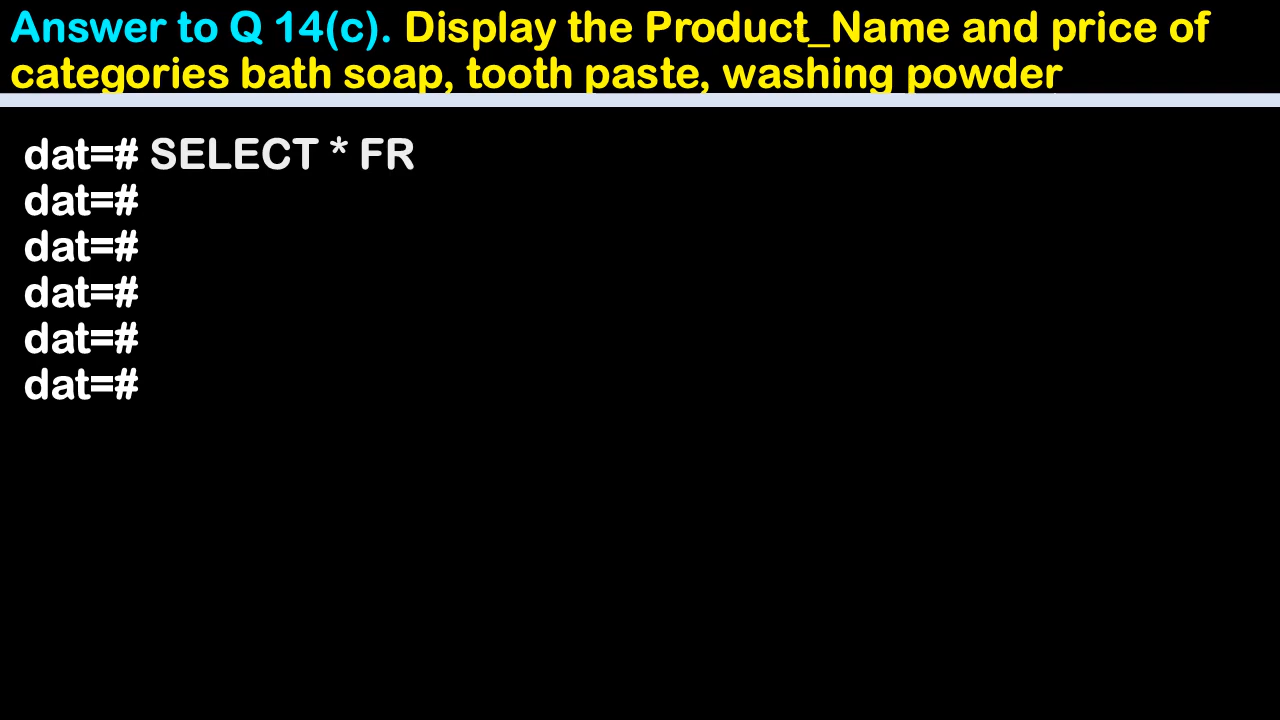 Answer to Q 14(c). Display the Product_Name and price of
categories bath soap, tooth paste, washing powder
dat=# SELECT * FR
dat=#
dat=#
dat=#
dat=#
dat=#